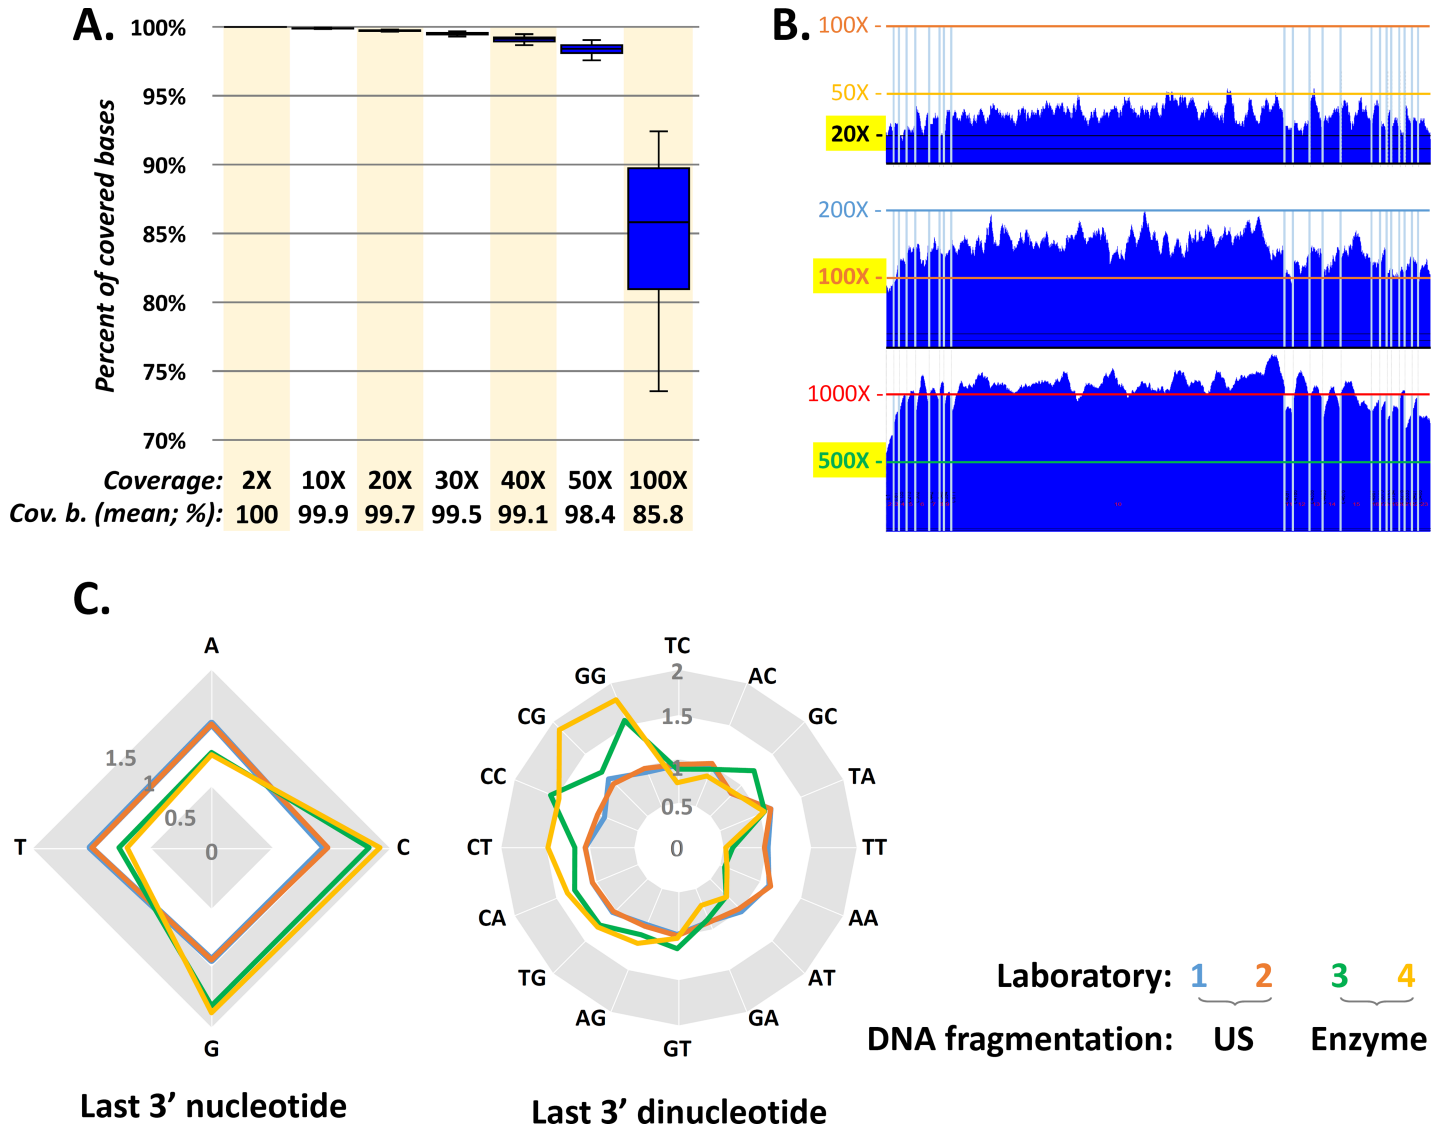 A.
100%
95%
90%
85%
80%
75%
70%
Percent of covered bases
Coverage: 2X 10X 20X 30X 40X 50X 100X
Cov. b. (mean; %): 100 99.9 99.7 99.5 99.1 98.4 85.8
B.
100X
50X
20X
200X
100X
1000X
500X
C.
A
1.5
1
0.5
0
T
C
G
Last 3’ nucleotide
TC
2
GG
AC
CG
1.5
GC
CC
1
TA
0.5
CT
0
TT
CA
AA
TG
AT
AG
GA
GT
Last 3’ dinucleotide
Laboratory: 1 2 3 4
DNA fragmentation: US Enzyme